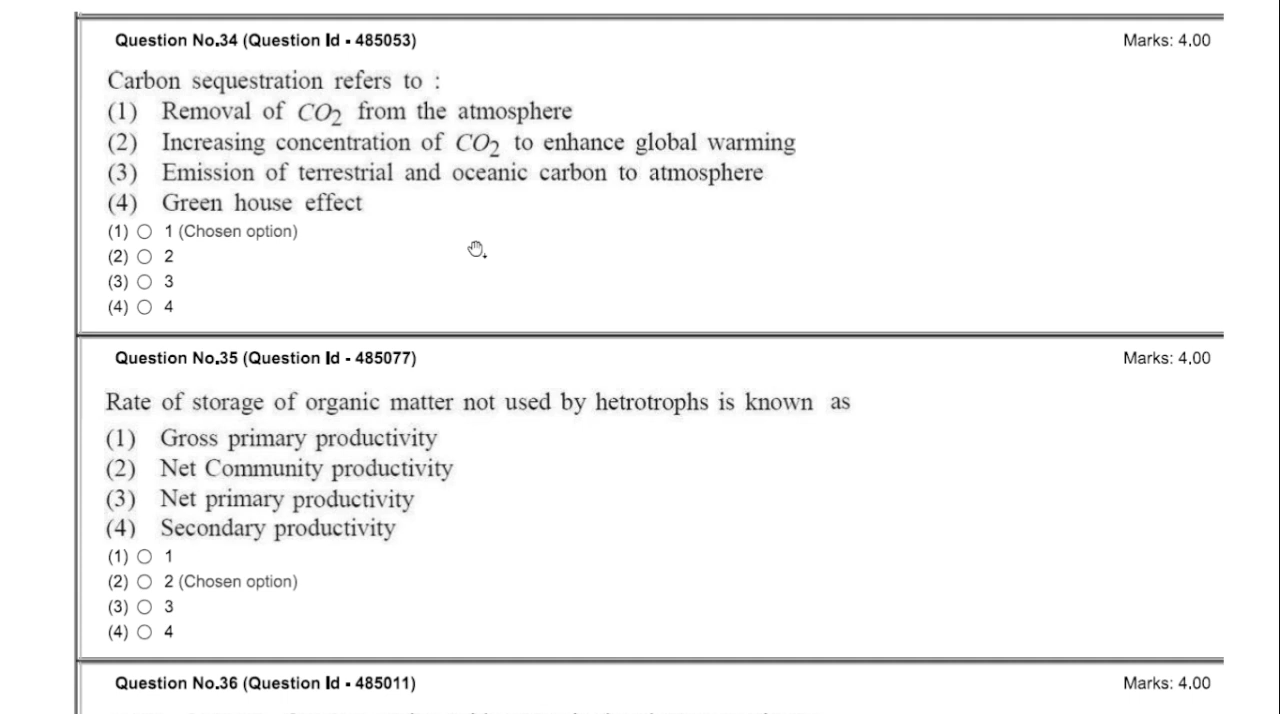 Question No.34 (Question Id - 485053) Marks: 4.00
Carbon sequestration refers to :
(1) Removal of CO2 from the atmosphere
(2) Increasing concentration of CO2 to enhance global warming
(3) Emission of terrestrial and oceanic carbon to atmosphere
(4) Green house effect
(1) 1 (Chosen option)
(2) 2
(3) 3
(4) 4
Question No.35 (Question Id - 485077) Marks: 4.00
Rate of storage of organic matter not used by hetrotrophs is known as
(1) Gross primary productivity
(2) Net Community productivity
(3) Net primary productivity
(4) Secondary productivity
(1) 1
(2) 2 (Chosen option)
(3) 3
(4) 4
Question No.36 (Question Id - 485011) Marks: 4.00